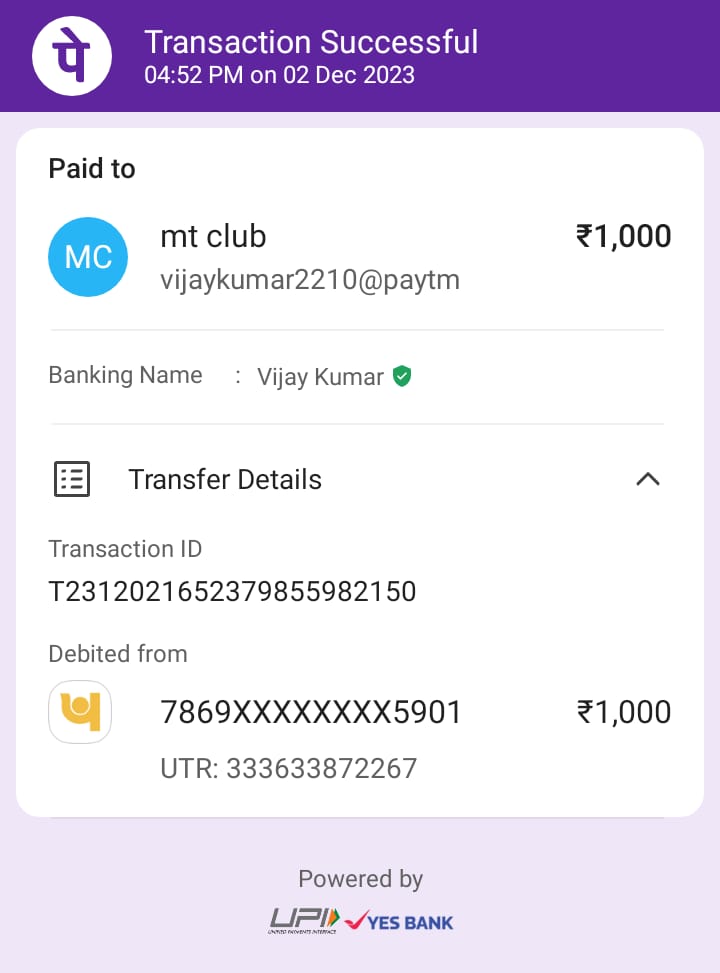 पे
Transaction Successful
04:52 PM on 02 Dec 2023
Paid to
MC
mt club
₹1,000
vijaykumar2210@paytm
Banking Name : Vijay Kumar
Transfer Details
Transaction ID
T2312021652379855982150
Debited from
7869XXXXXXXX5901
₹1,000
UTR: 333633872267
Powered by
UPI
UNIFIED PAYMENTS INTERFACE
YES BANK